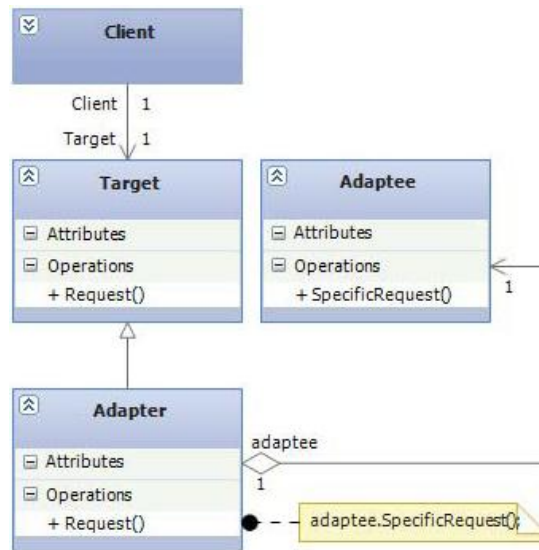 Client
Client 1
Target 1
Target
Attributes
Operations
+ Request()
Adaptee
Attributes
Operations
+ SpecificRequest()
1
Adapter
Attributes
Operations
+ Request()
adaptee
1
adaptee.SpecificRequest();